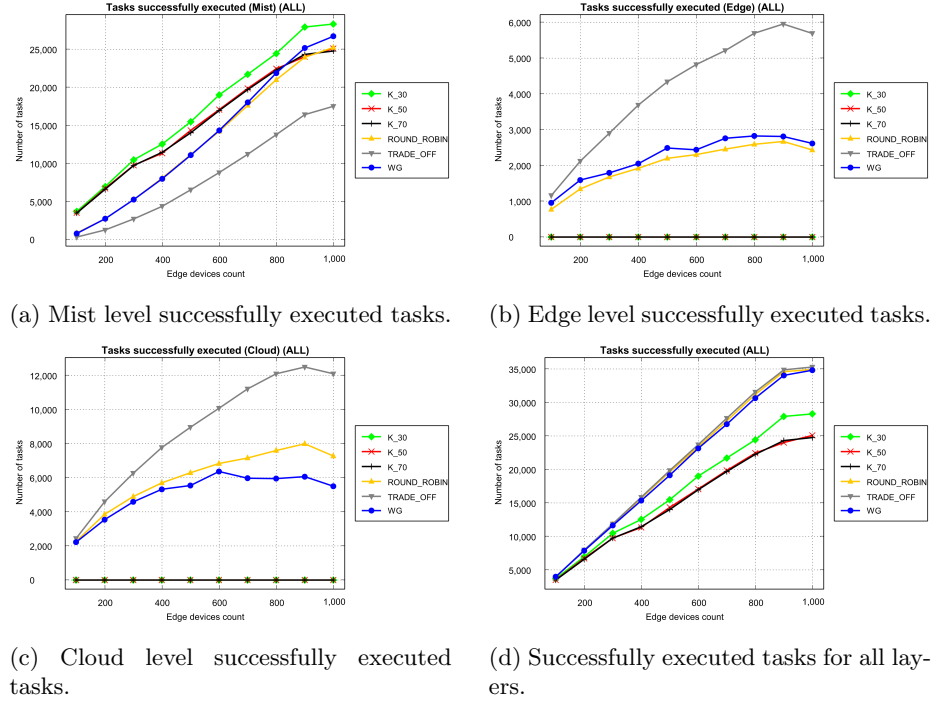 Tasks successfully executed (Mist) (ALL)
Number of tasks
25,000
20,000
15,000
10,000
5,000
0
200
400
600
800
1,000
Edge devices count
K_30
K_50
K_70
ROUND_ROBIN
TRADE_OFF
WG
(a) Mist level successfully executed tasks.
Tasks successfully executed (Edge) (ALL)
Number of tasks
6,000
5,000
4,000
3,000
2,000
1,000
0
200
400
600
800
1,000
Edge devices count
K_30
K_50
K_70
ROUND_ROBIN
TRADE_OFF
WG
(b) Edge level successfully executed tasks.
Tasks successfully executed (Cloud) (ALL)
Number of tasks
12,000
10,000
8,000
6,000
4,000
2,000
0
200
400
600
800
1,000
Edge devices count
K_30
K_50
K_70
ROUND_ROBIN
TRADE_OFF
WG
(c) Cloud level successfully executed
tasks.
Tasks successfully executed (ALL)
Number of tasks
35,000
30,000
25,000
20,000
15,000
10,000
5,000
200
400
600
800
1,000
Edge devices count
K_30
K_50
K_70
ROUND_ROBIN
TRADE_OFF
WG
(d) Successfully executed tasks for all lay-
ers.